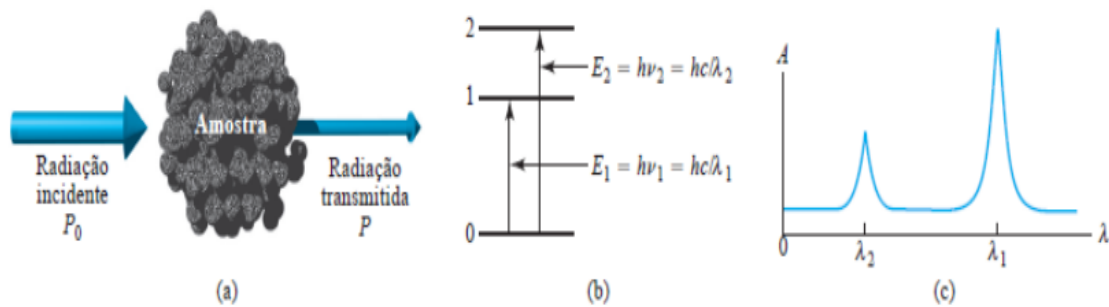 Amostra
Radiação
incidente
P₀
Radiação
transmitida
P
(a)
2
E₂ = hν₂ = hc/λ₂
1
E₁ = hν₁ = hc/λ₁
0
(b)
A
0
λ₂
λ₁
λ
(c)